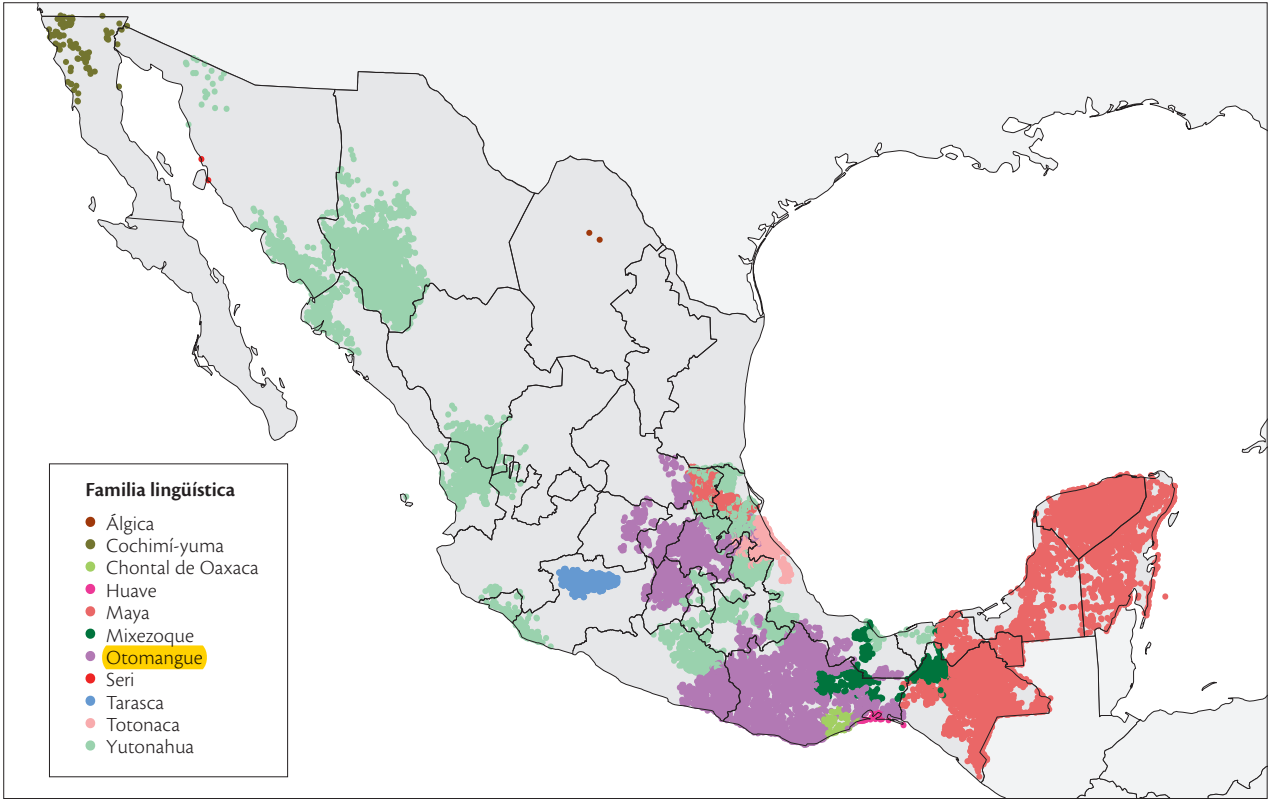 Familia lingüística
Álgica
Cochimí-yuma
Chontal de Oaxaca
Huave
Maya
Mixezoque
Otomangue
Seri
Tarasca
Totonaca
Yutonahua